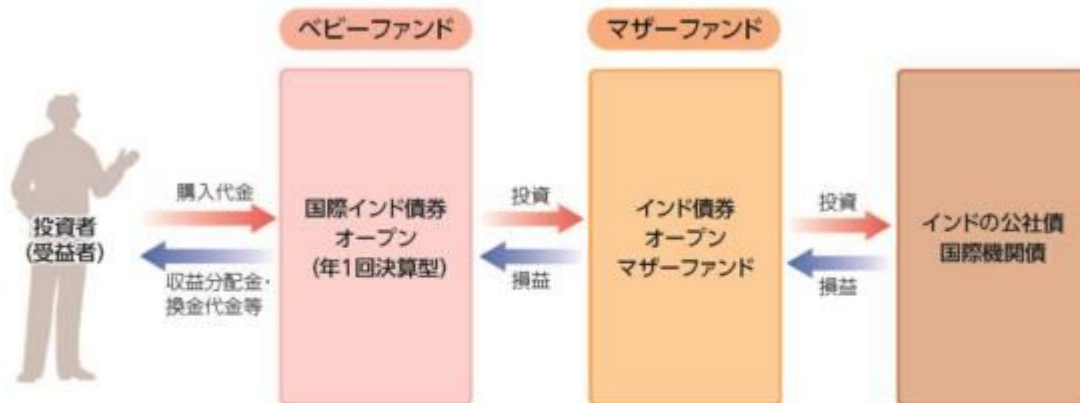 ベビーファンド
マザーファンド
投資者
(受益者)
購入代金
収益分配金・
換金代金等
国際インド債券
オープン
(年1回決算型)
投資
損益
インド債券
オープン
マザーファンド
投資
損益
インドの公社債
国際機関債